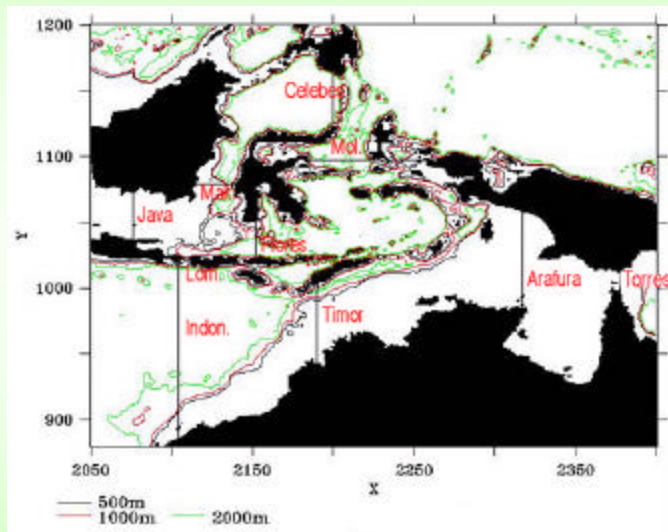 1200
Celebes
Mol.
1100
Mak.
Java
Flores
Y
Lom.
1000
Arafura
Torres
Indon.
Timor
900
2050
2150
2250
2350
X
500m
1000m
2000m